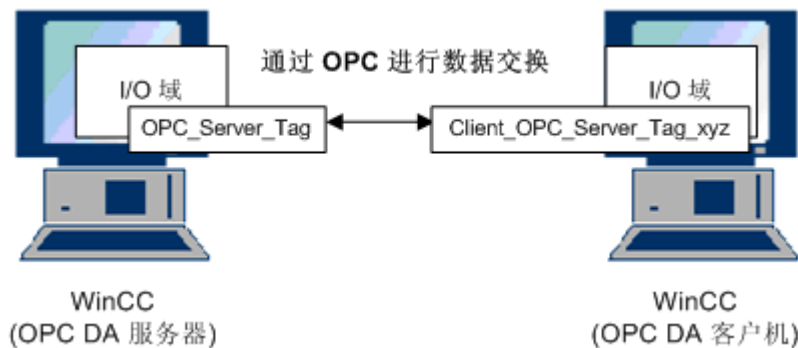 通过 OPC 进行数据交换
I/O 域
I/O 域
OPC_Server_Tag
Client_OPC_Server_Tag_xyz
WinCC
(OPC DA 服务器)
WinCC
(OPC DA 客户机)